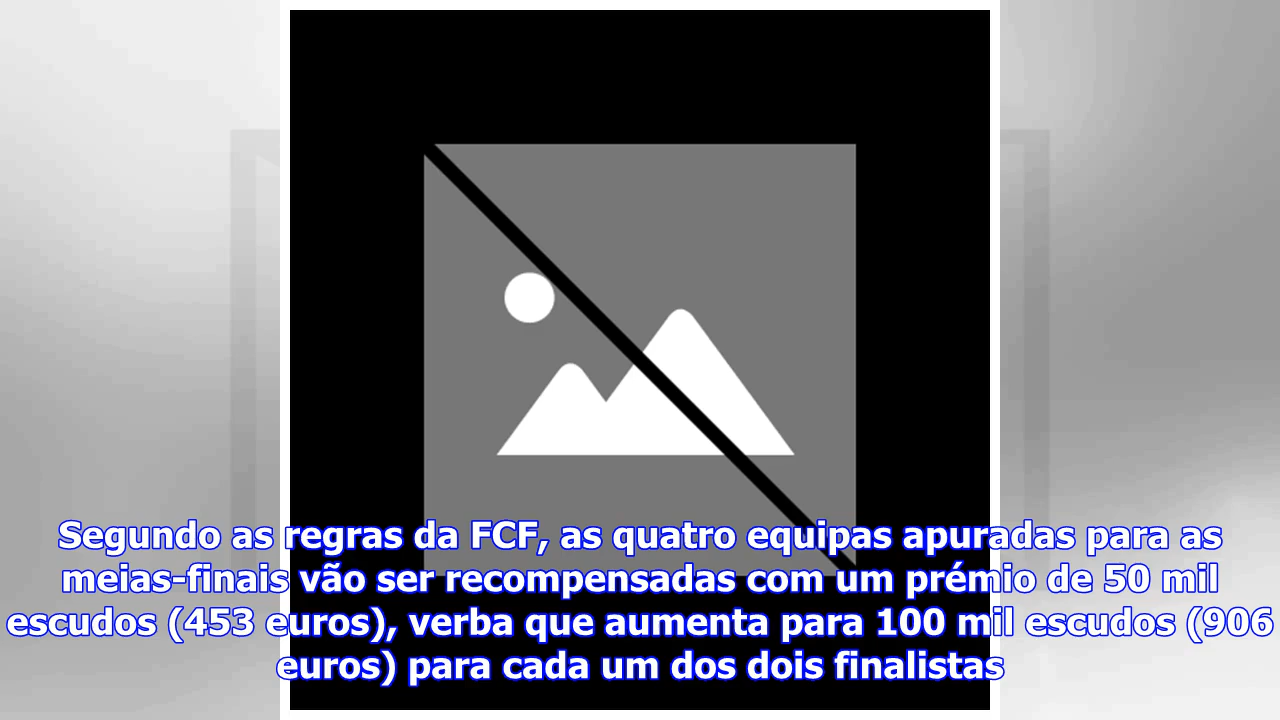 Segundo as regras da FCF, as quatro equipas apuradas para as
meias-finais vão ser recompensadas com um prémio de 50 mil
escudos (453 euros), verba que aumenta para 100 mil escudos (906
euros) para cada um dos dois finalistas